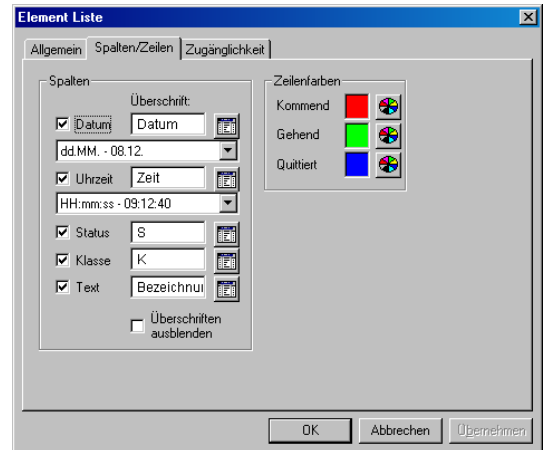 Element Liste
Allgemein Spalten/Zeilen Zugänglichkeit
Spalten
Überschrift:
Datum Datum
dd.MM. - 08.12.
Uhrzeit Zeit
HH:mm:ss - 09:12:40
Status S
Klasse K
Text Bezeichnu
Überschriften
ausblenden
Zeilenfarben
Kommend
Gehend
Quittiert
OK Abbrechen Übernehmen